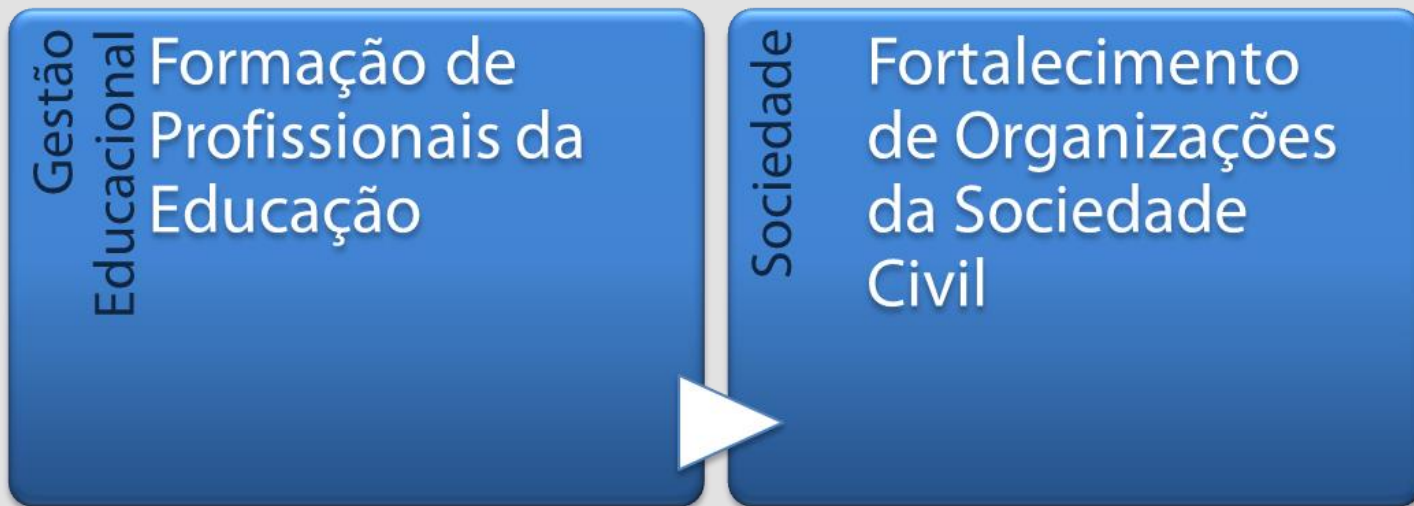 Gestão
Educacional
Formação de
Profissionais da
Educação
Sociedade
Fortalecimento
de Organizações
da Sociedade
Civil